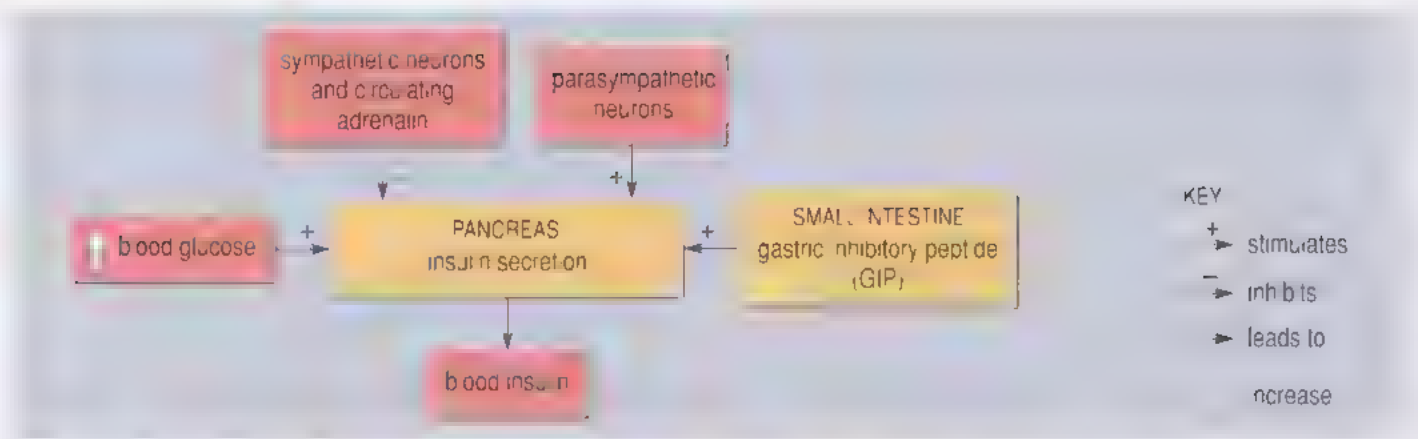 sympathetic neurons
and circulating
adrenalin
parasympathetic
neurons
−
+
blood glucose
+
PANCREAS
insulin secretion
+
SMALL INTESTINE
gastric inhibitory peptide
(GIP)
blood insulin
KEY
+
stimulates
−
inhibits
leads to
increase